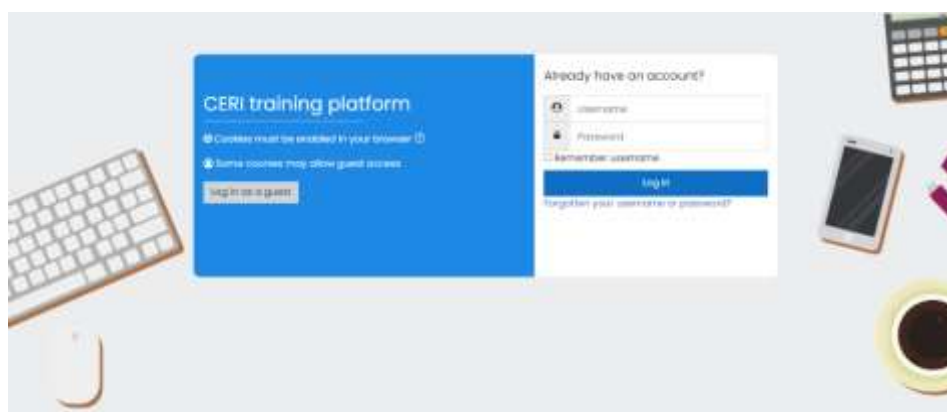 CERI training platform
Cookies must be enabled in your browser
Some courses may allow guest access
Log in as a guest
Already have an account?
Username
Password
Remember username
Log in
Forgotten your username or password?